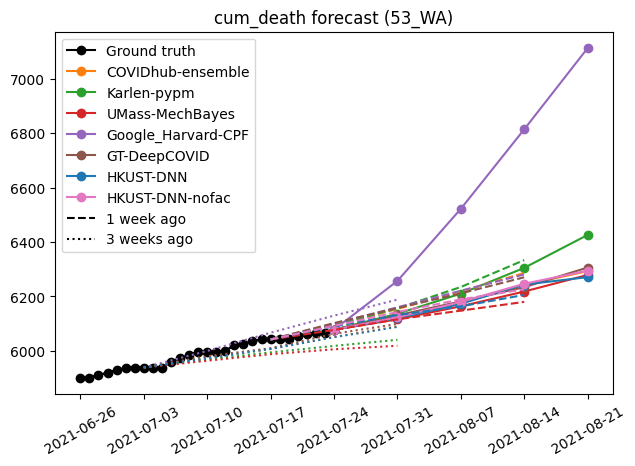 cum_death forecast (53_WA)
Ground truth
COVIDhub-ensemble
Karlen-pypm
UMass-MechBayes
Google_Harvard-CPF
GT-DeepCOVID
HKUST-DNN
HKUST-DNN-nofac
1 week ago
3 weeks ago
7000
6800
6600
6400
6200
6000
2021-06-26
2021-07-03
2021-07-10
2021-07-17
2021-07-24
2021-07-31
2021-08-07
2021-08-14
2021-08-21